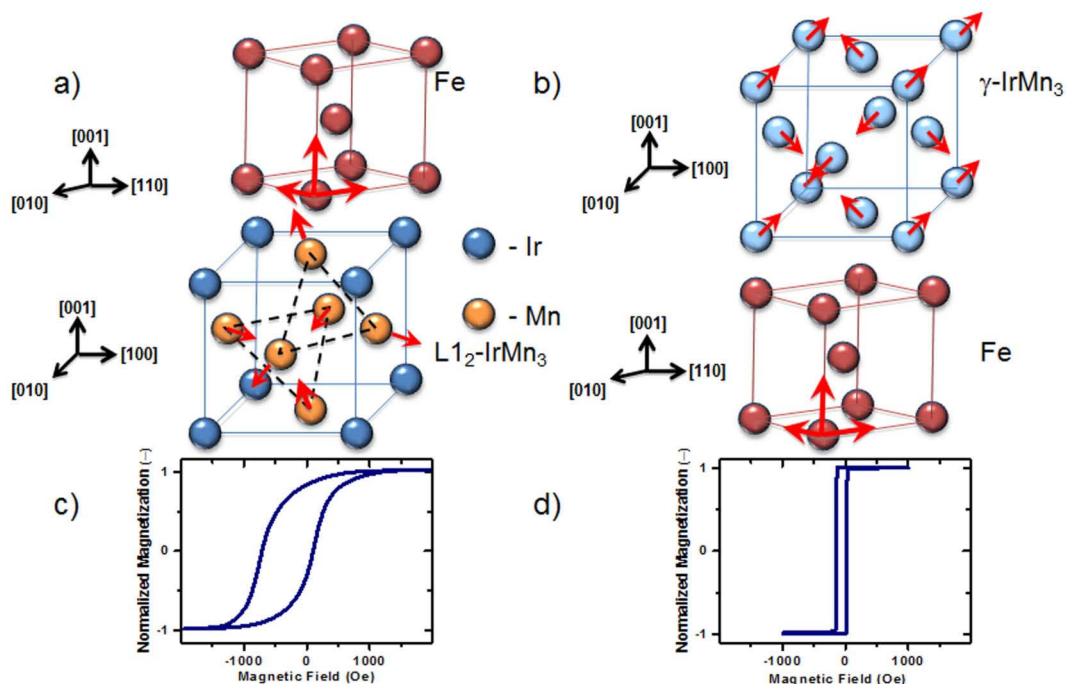 a)
Fe
[001]
[010]
[110]
- Ir
- Mn
L1₂-IrMn₃
[001]
[100]
[010]
b)
γ-IrMn₃
[001]
[100]
[010]
Fe
[001]
[010]
[110]
c)
Normalized Magnetization (--)
1
0
-1
-1000
0
1000
Magnetic Field (Oe)
d)
Normalized Magnetization (--)
1
0
-1
-1000
0
1000
Magnetic Field (Oe)